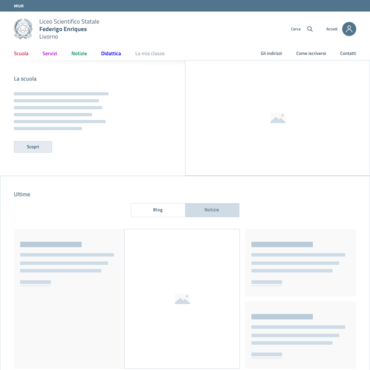 MIUR
Liceo Scientifico Statale
Federigo Enriques
Livorno
Cerca
Accedi
Scuola Servizi Notizie Didattica La mia classe
Gli indirizzi Come iscriversi Contatti
La scuola
Scopri
Ultime
Blog Notizie